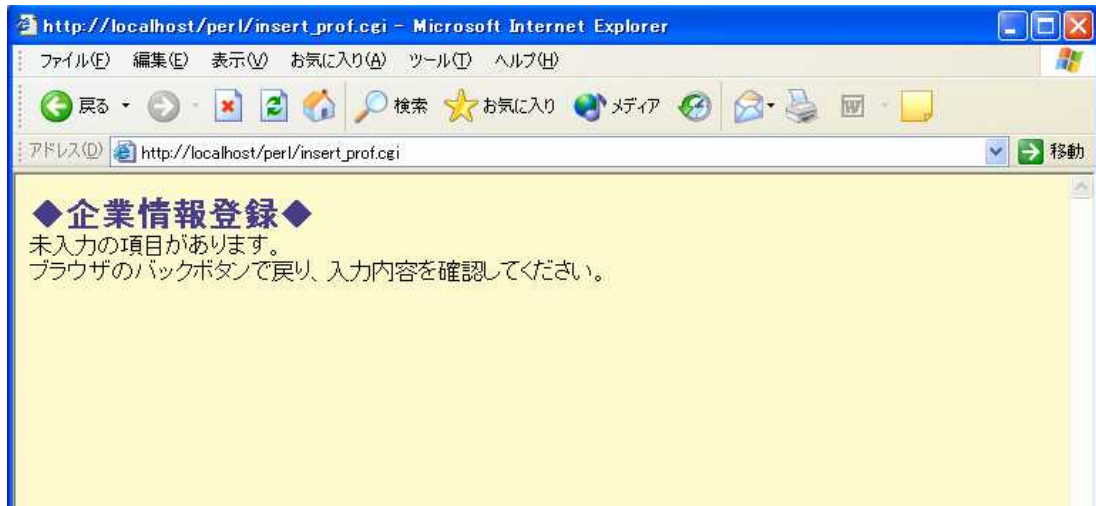 http://localhost/perl/insert_prof.cgi - Microsoft Internet Explorer
ファイル(F) 編集(E) 表示(V) お気に入り(A) ツール(T) ヘルプ(H)
戻る 検索 お気に入り メディア
アドレス(D) http://localhost/perl/insert_prof.cgi 移動
◆企業情報登録◆
未入力の項目があります。
ブラウザのバックボタンで戻り、入力内容を確認してください。